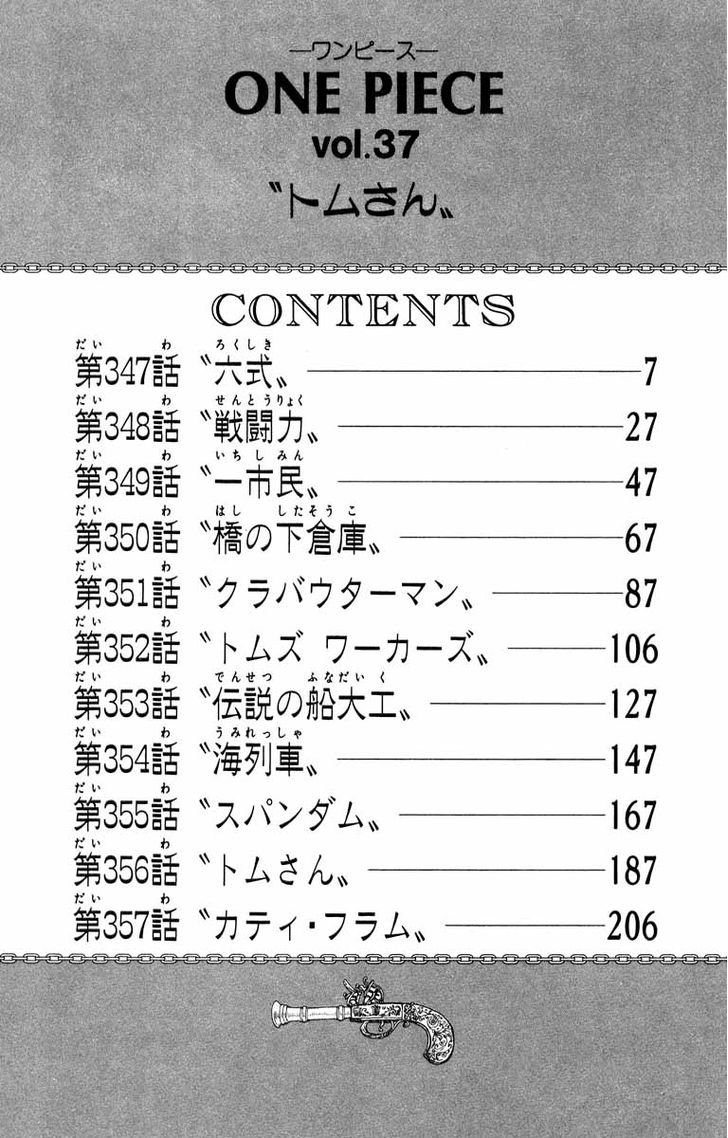 ―ワンピース―
ONE PIECE
vol.37
〝トムさん〟
CONTENTS
第347話 〝六式〟 7
第348話 〝戦闘力〟 27
第349話 〝一市民〟 47
第350話 〝橋の下倉庫〟 67
第351話 〝クラバウターマン〟 87
第352話 〝トムズ ワーカーズ〟 106
第353話 〝伝説の船大工〟 127
第354話 〝海列車〟 147
第355話 〝スパンダム〟 167
第356話 〝トムさん〟 187
第357話 〝カティ・フラム〟 206